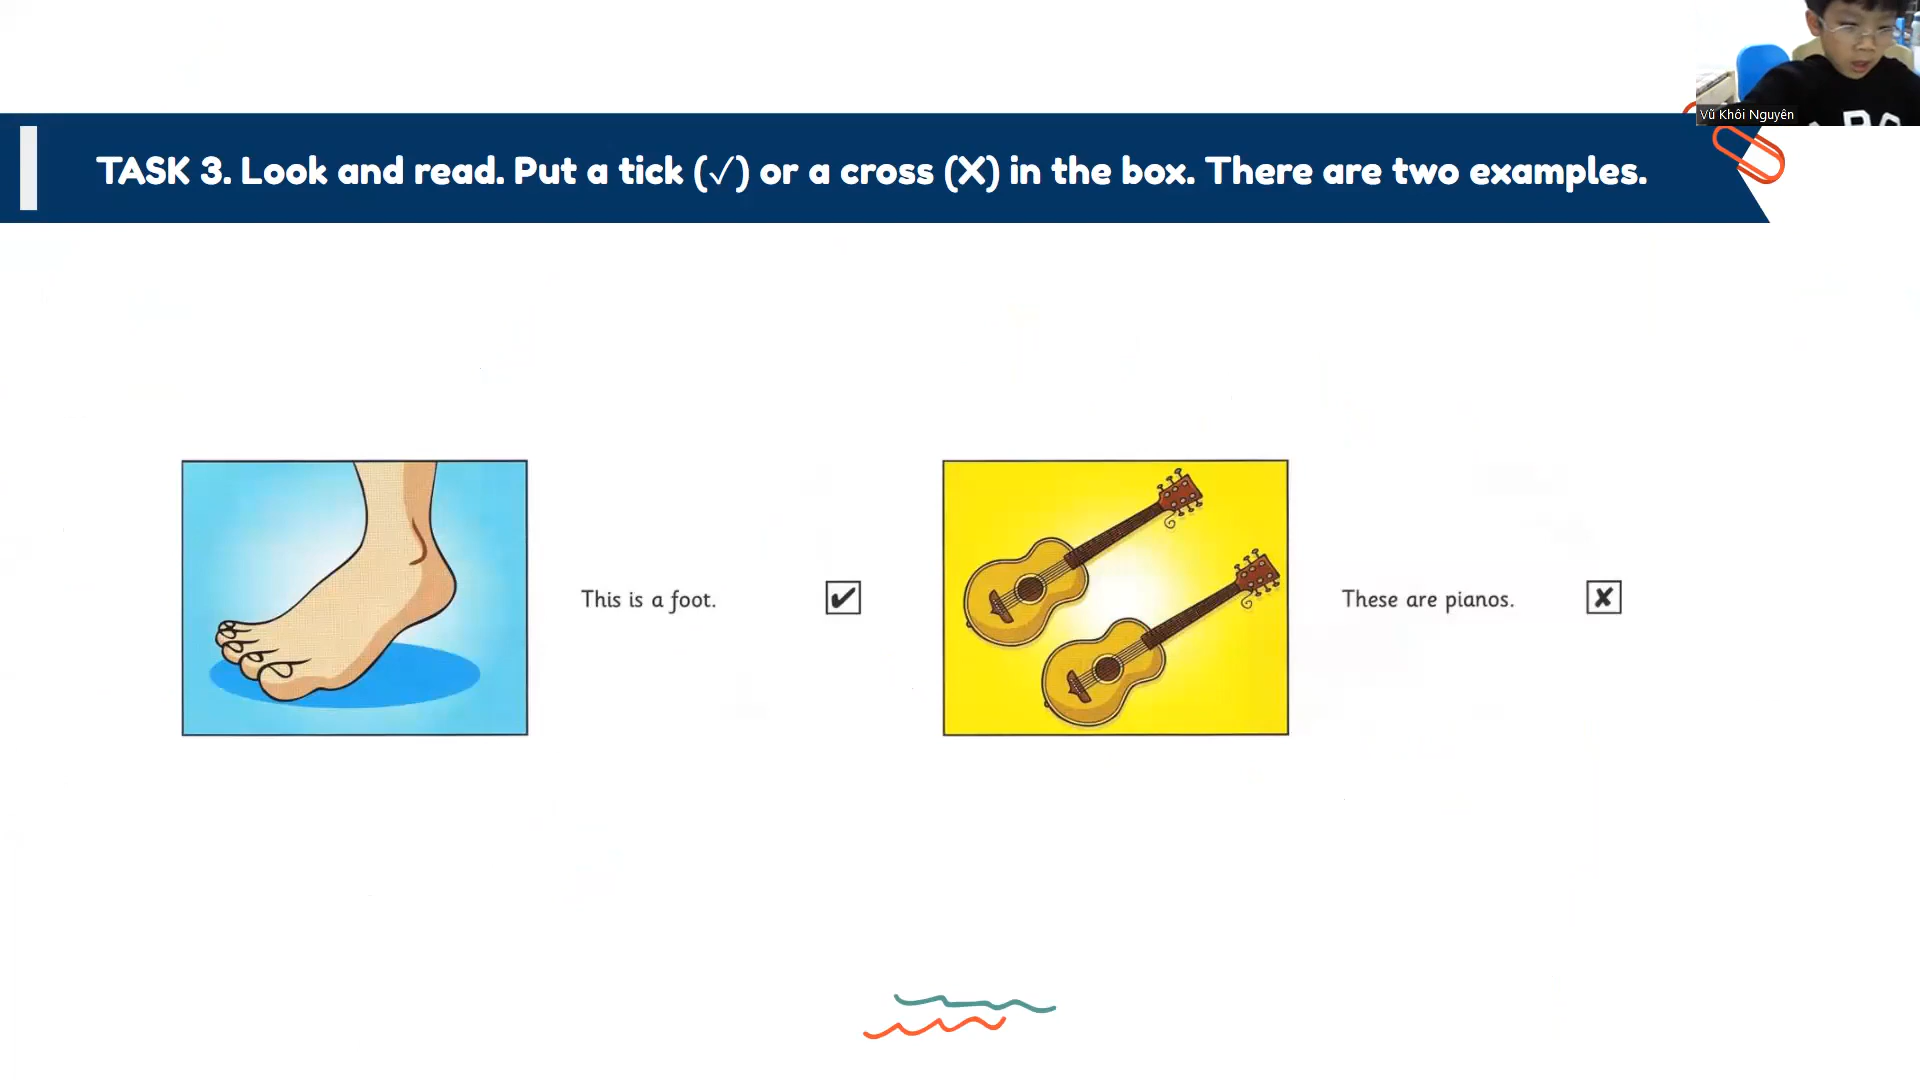 Vũ Khôi Nguyên
TASK 3. Look and read. Put a tick (✓) or a cross (X) in the box. There are two examples.
This is a foot. ✔
These are pianos. ✘